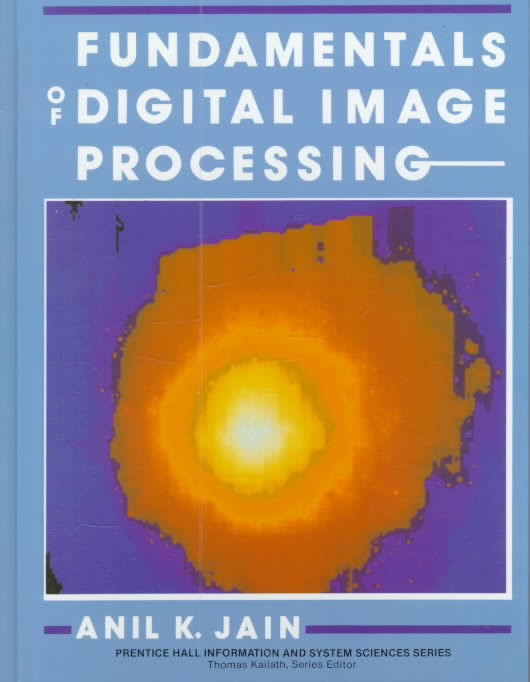 FUNDAMENTALS
OF DIGITAL IMAGE
PROCESSING
ANIL K. JAIN
PRENTICE HALL INFORMATION AND SYSTEM SCIENCES SERIES
Thomas Kailath, Series Editor